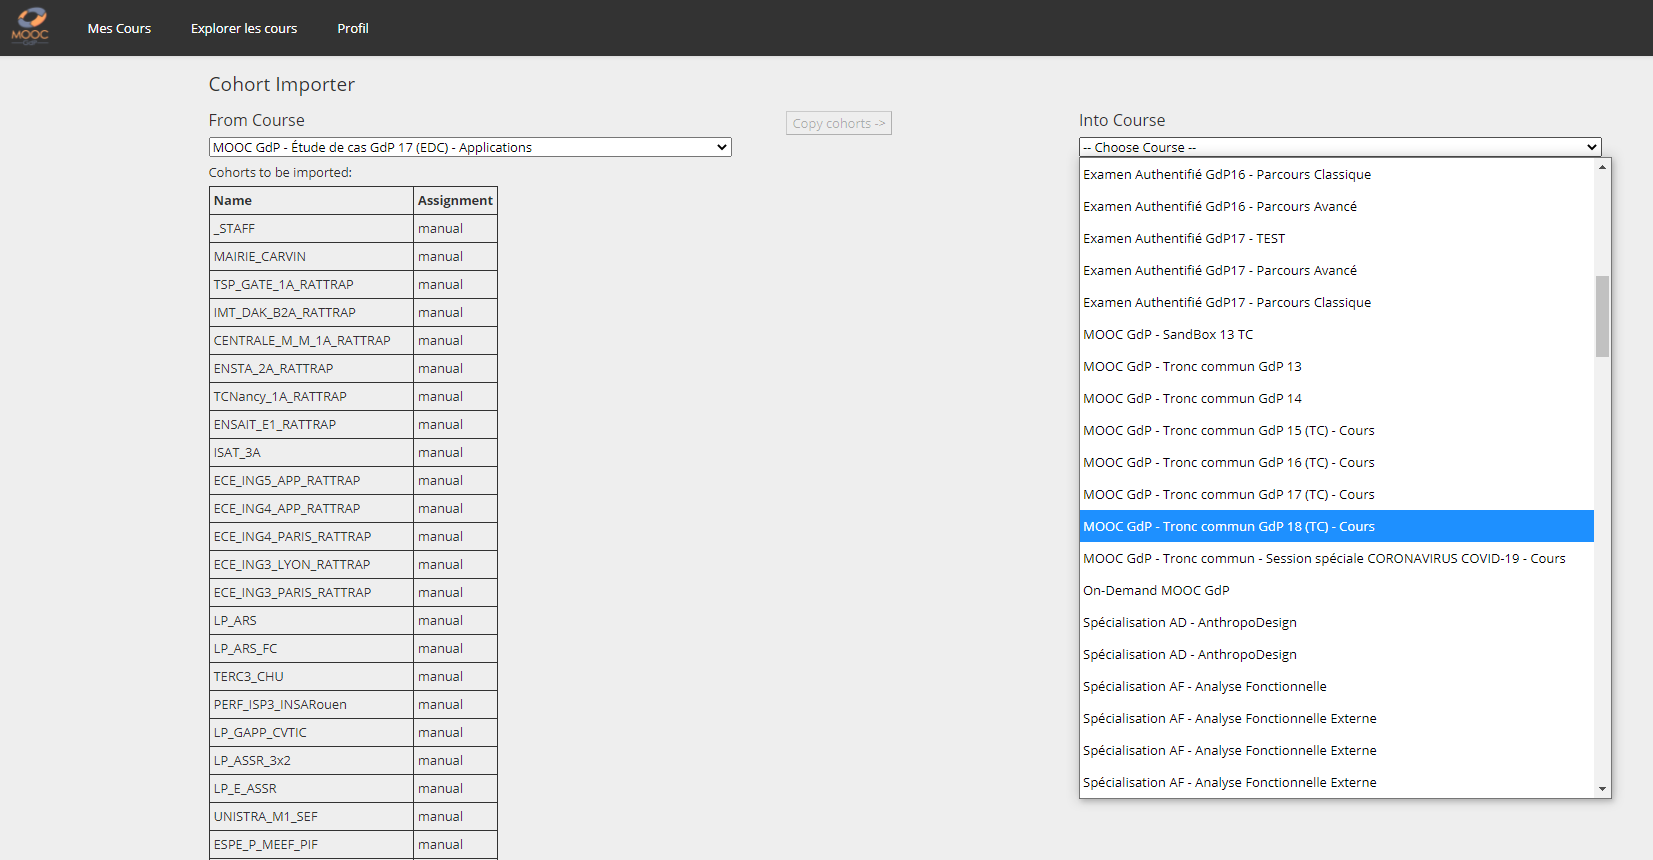 MOOC
GdP
Mes Cours
Explorer les cours
Profil
Cohort Importer
From Course
MOOC GdP - Étude de cas GdP 17 (EDC) - Applications
Cohorts to be imported:
Name Assignment
_STAFF manual
MAIRIE_CARVIN manual
TSP_GATE_1A_RATTRAP manual
IMT_DAK_B2A_RATTRAP manual
CENTRALE_M_M_1A_RATTRAP manual
ENSTA_2A_RATTRAP manual
TCNancy_1A_RATTRAP manual
ENSAIT_E1_RATTRAP manual
ISAT_3A manual
ECE_ING5_APP_RATTRAP manual
ECE_ING4_APP_RATTRAP manual
ECE_ING4_PARIS_RATTRAP manual
ECE_ING3_LYON_RATTRAP manual
ECE_ING3_PARIS_RATTRAP manual
LP_ARS manual
LP_ARS_FC manual
TERC3_CHU manual
PERF_ISP3_INSARouen manual
LP_GAPP_CVTIC manual
LP_ASSR_3x2 manual
LP_E_ASSR manual
UNISTRA_M1_SEF manual
ESPE_P_MEEF_PIF manual
Copy cohorts ->
Into Course
-- Choose Course --
Examen Authentifié GdP16 - Parcours Classique
Examen Authentifié GdP16 - Parcours Avancé
Examen Authentifié GdP17 - TEST
Examen Authentifié GdP17 - Parcours Avancé
Examen Authentifié GdP17 - Parcours Classique
MOOC GdP - SandBox 13 TC
MOOC GdP - Tronc commun GdP 13
MOOC GdP - Tronc commun GdP 14
MOOC GdP - Tronc commun GdP 15 (TC) - Cours
MOOC GdP - Tronc commun GdP 16 (TC) - Cours
MOOC GdP - Tronc commun GdP 17 (TC) - Cours
MOOC GdP - Tronc commun GdP 18 (TC) - Cours
MOOC GdP - Tronc commun - Session spéciale CORONAVIRUS COVID-19 - Cours
On-Demand MOOC GdP
Spécialisation AD - AnthropoDesign
Spécialisation AD - AnthropoDesign
Spécialisation AF - Analyse Fonctionnelle
Spécialisation AF - Analyse Fonctionnelle Externe
Spécialisation AF - Analyse Fonctionnelle Externe
Spécialisation AF - Analyse Fonctionnelle Externe